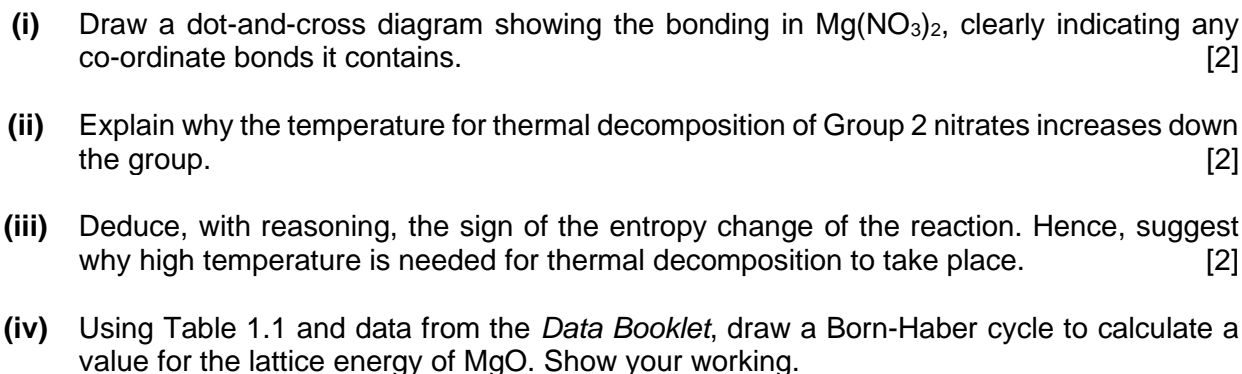 (i) Draw a dot-and-cross diagram showing the bonding in Mg(NO₃)₂, clearly indicating any
co-ordinate bonds it contains. [2]
(ii) Explain why the temperature for thermal decomposition of Group 2 nitrates increases down
the group. [2]
(iii) Deduce, with reasoning, the sign of the entropy change of the reaction. Hence, suggest
why high temperature is needed for thermal decomposition to take place. [2]
(iv) Using Table 1.1 and data from the Data Booklet, draw a Born-Haber cycle to calculate a
value for the lattice energy of MgO. Show your working.